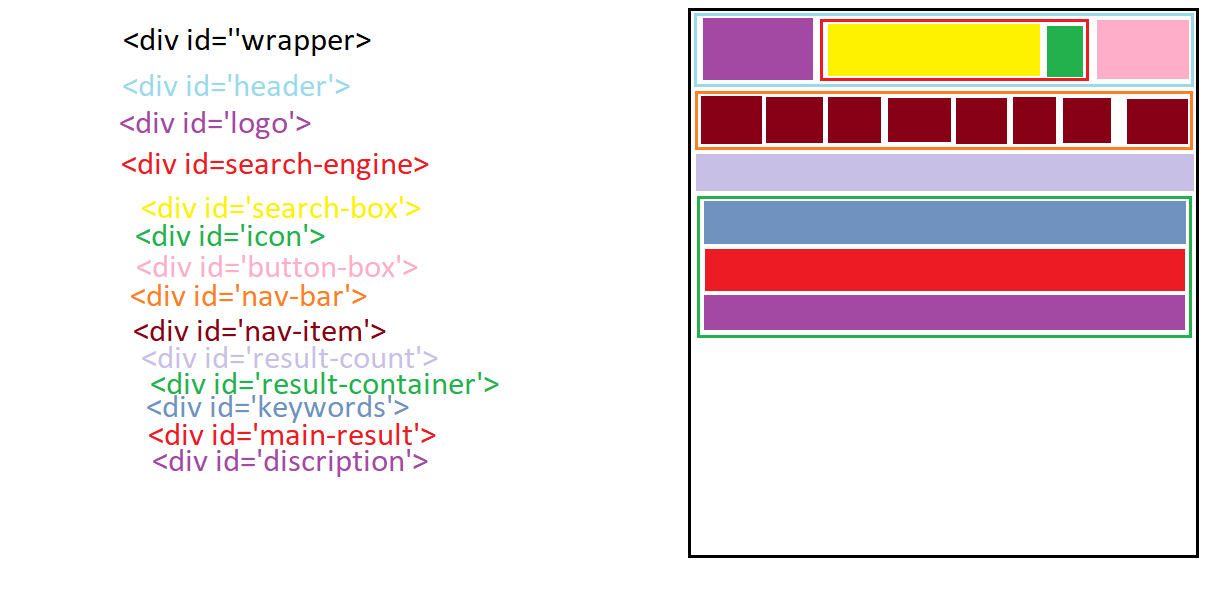 <div id=''wrapper>
<div id='header'>
<div id='logo'>
<div id=search-engine>
<div id='search-box'>
<div id='icon'>
<div id='button-box'>
<div id='nav-bar'>
<div id='nav-item'>
<div id='result-count'>
<div id='result-container'>
<div id='keywords'>
<div id='main-result'>
<div id='discription'>